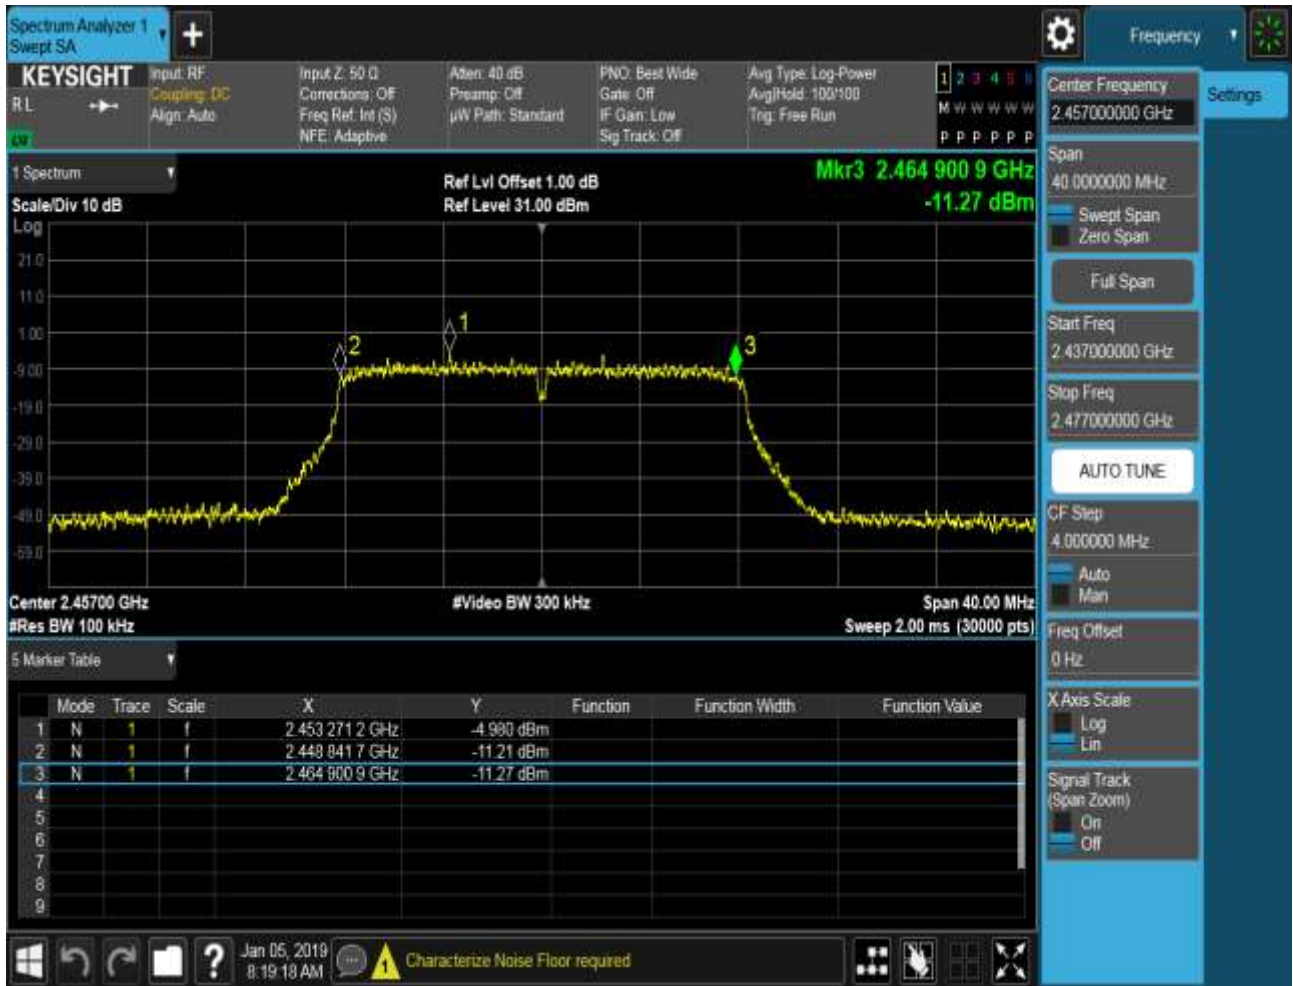 Spectrum Analyzer 1
Swept SA
+
Frequency
KEYSIGHT
RL
LXI
Input: RF
Coupling: DC
Align: Auto
Input Z: 50 Ω
Corrections: Off
Freq Ref: Int (S)
NFE: Adaptive
Atten: 40 dB
Preamp: Off
µW Path: Standard
PNO: Best Wide
Gate: Off
IF Gain: Low
Sig Track: Off
Avg Type: Log-Power
Avg|Hold: 100/100
Trig: Free Run
1 2 3 4 5 6
M W W W W W
P P P P P P
1 Spectrum
Scale/Div 10 dB
Log
Ref Lvl Offset 1.00 dB
Ref Level 31.00 dBm
Mkr3 2.464 900 9 GHz
-11.27 dBm
21.0
11.0
1.00
-9.00
-19.0
-29.0
-39.0
-49.0
-59.0
1
2
3
Center 2.45700 GHz
#Res BW 100 kHz
#Video BW 300 kHz
Span 40.00 MHz
Sweep 2.00 ms (30000 pts)
5 Marker Table
Mode Trace Scale X Y Function Function Width Function Value
1 N 1 f 2.453 271 2 GHz -4.980 dBm
2 N 1 f 2.448 841 7 GHz -11.21 dBm
3 N 1 f 2.464 900 9 GHz -11.27 dBm
4
5
6
7
8
9
?
Jan 05, 2019
8:19:18 AM
1
Characterize Noise Floor required
Center Frequency
2.457000000 GHz
Settings
Span
40.0000000 MHz
Swept Span
Zero Span
Full Span
Start Freq
2.437000000 GHz
Stop Freq
2.477000000 GHz
AUTO TUNE
CF Step
4.000000 MHz
Auto
Man
Freq Offset
0 Hz
X Axis Scale
Log
Lin
Signal Track
(Span Zoom)
On
Off